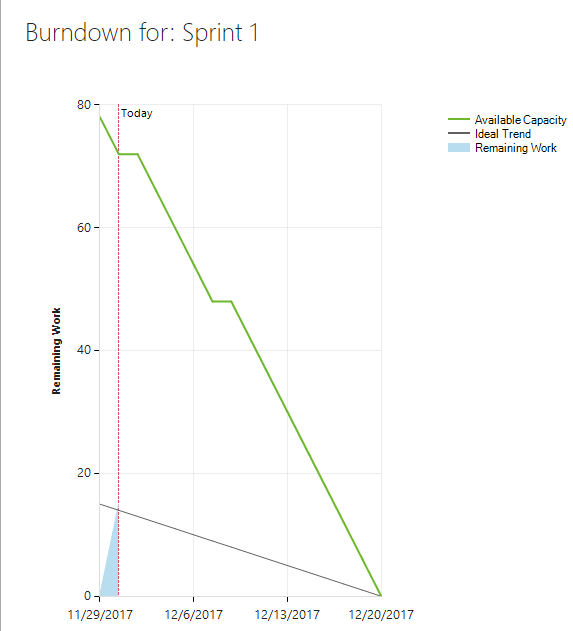 Burndown for: Sprint 1
80
Today
Available Capacity
Ideal Trend
Remaining Work
60
Remaining Work
40
20
0
11/29/2017 12/6/2017 12/13/2017 12/20/2017